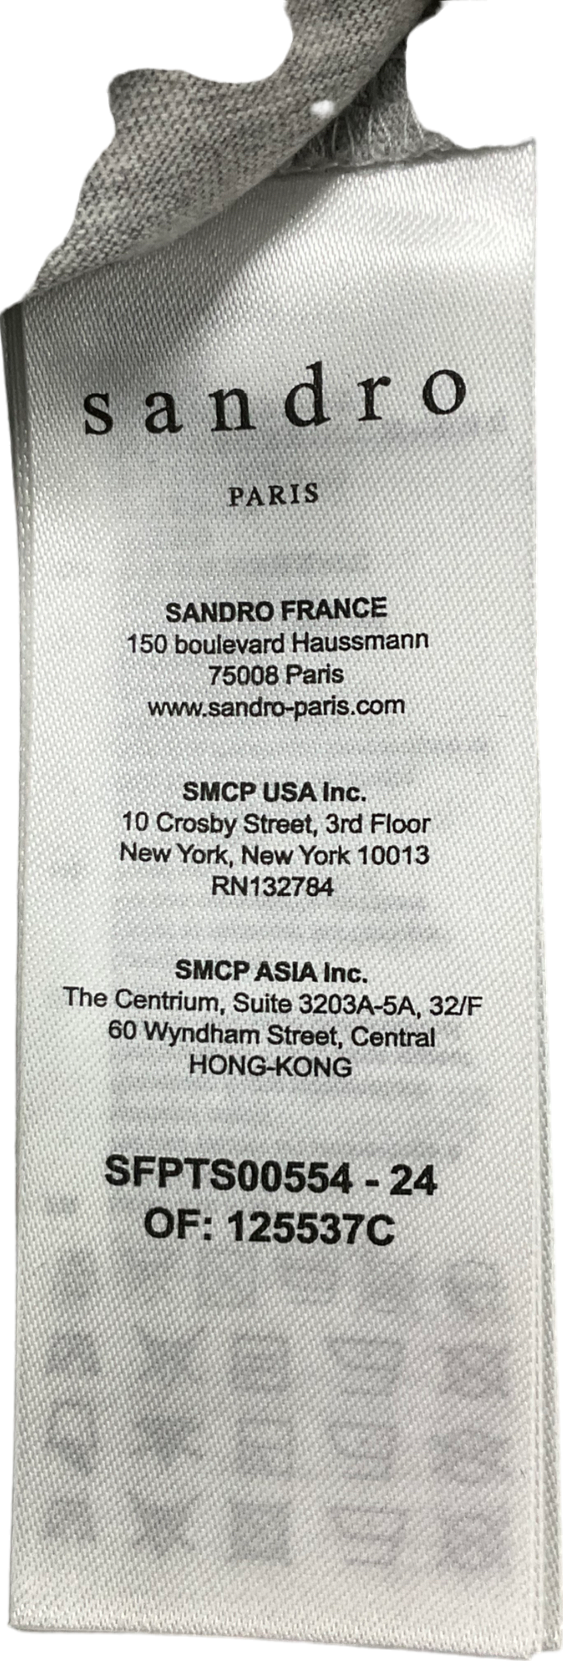 sandro
PARIS
SANDRO FRANCE
150 boulevard Haussmann
75008 Paris
www.sandro-paris.com
SMCP USA Inc.
10 Crosby Street, 3rd Floor
New York, New York 10013
RN132784
SMCP ASIA Inc.
The Centrium, Suite 3203A-5A, 32/F
60 Wyndham Street, Central
HONG-KONG
SFPTS00554 - 24
OF: 125537C